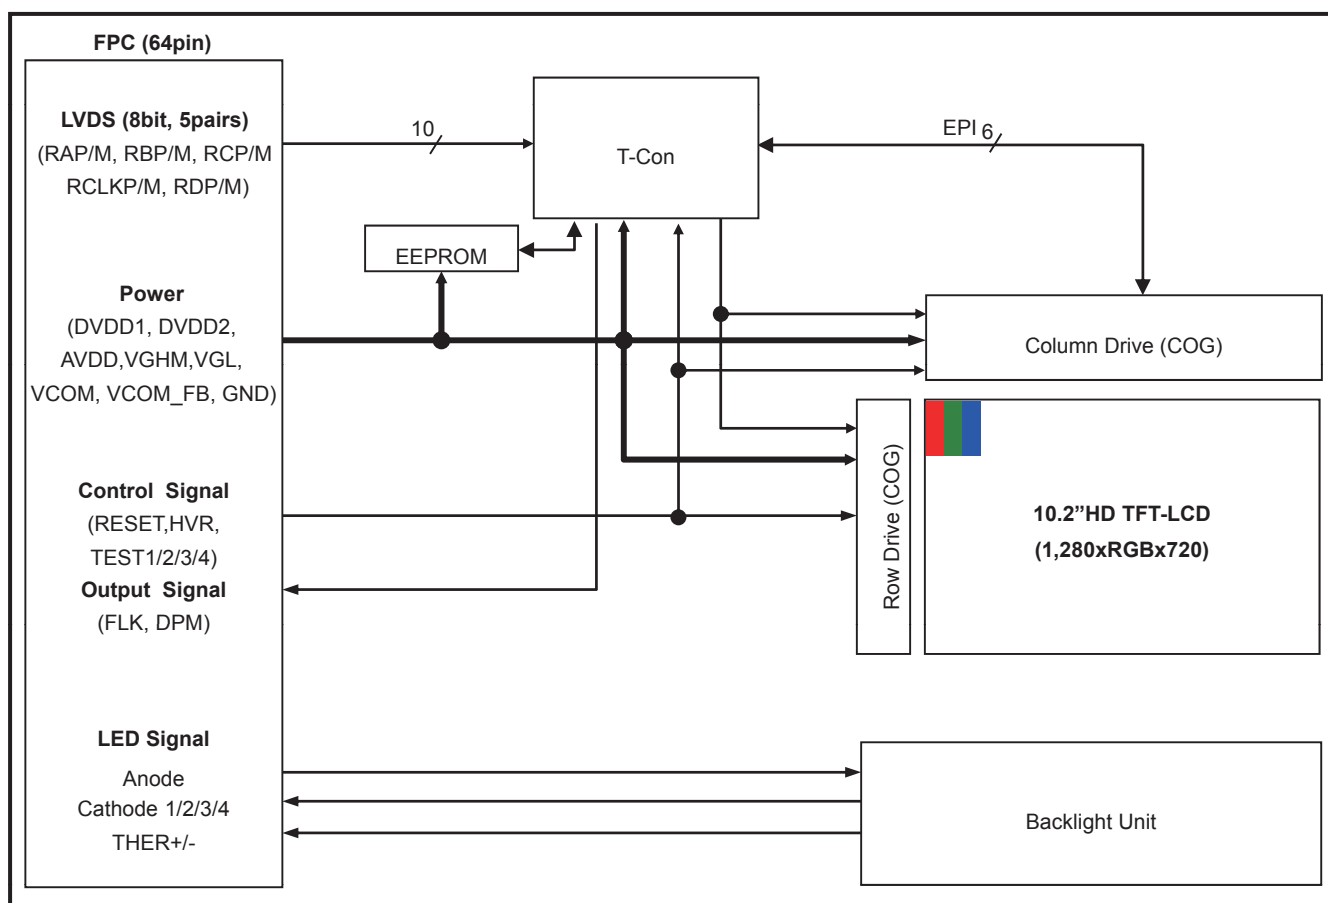 FPC (64pin)
LVDS (8bit, 5pairs)
(RAP/M, RBP/M, RCP/M
RCLKP/M, RDP/M)
Power
(DVDD1, DVDD2,
AVDD,VGHM,VGL,
VCOM, VCOM_FB, GND)
Control Signal
(RESET,HVR,
TEST1/2/3/4)
Output Signal
(FLK, DPM)
LED Signal
Anode
Cathode 1/2/3/4
THER+/-
10
T-Con
EPI 6
EEPROM
Column Drive (COG)
Row Drive (COG)
10.2”HD TFT-LCD
(1,280xRGBx720)
Backlight Unit